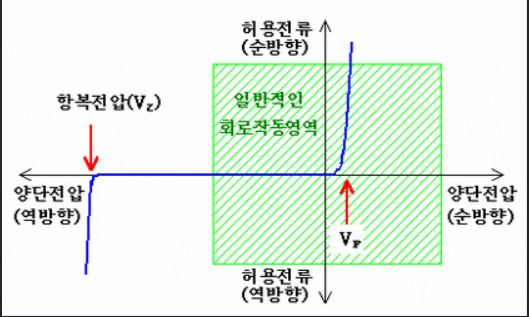 허용전류
(순방향)
일반적인
회로작동영역
항복전압(VZ)
양단전압
(역방향)
양단전압
(순방향)
VF
허용전류
(역방향)